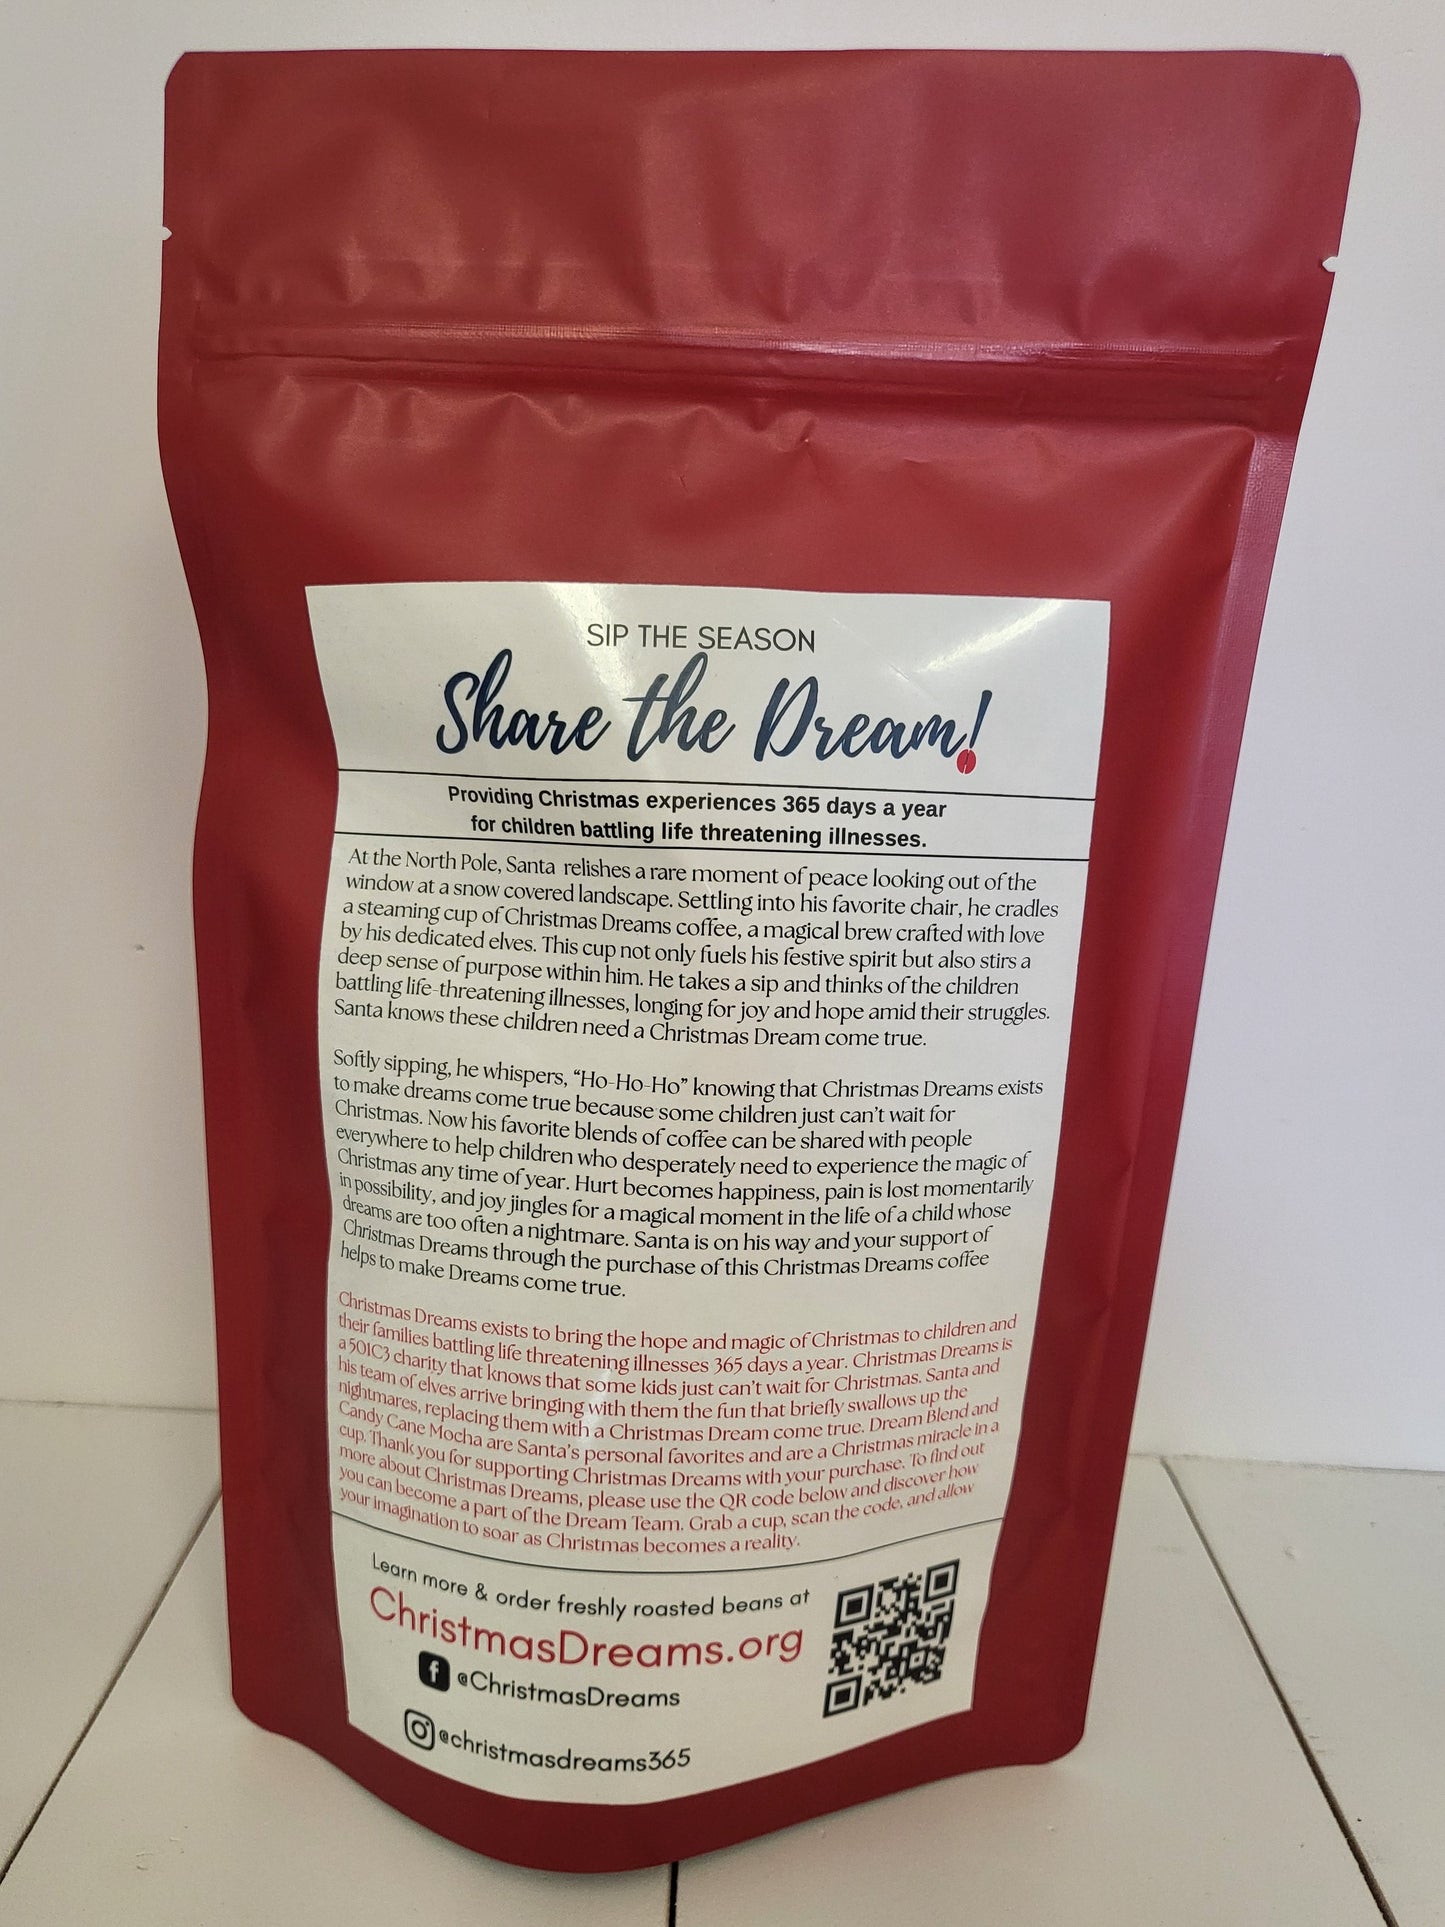 SIP THE SEASON
Share the Dream!
Providing Christmas experiences 365 days a year
for children battling life threatening illnesses.
At the North Pole, Santa relishes a rare moment of peace looking out of the
window at a snow covered landscape. Settling into his favorite chair, he cradles
a steaming cup of Christmas Dreams coffee, a magical brew crafted with love
by his dedicated elves. This cup not only fuels his festive spirit but also stirs a
deep sense of purpose within him. He takes a sip and thinks of the children
battling life-threatening illnesses, longing for joy and hope amid their struggles.
Santa knows these children need a Christmas Dream come true.
Softly sipping, he whispers, “Ho-Ho-Ho” knowing that Christmas Dreams exists
to make dreams come true because some children just can’t wait for
Christmas. Now his favorite blends of coffee can be shared with people
everywhere to help children who desperately need to experience the magic of
Christmas any time of year. Hurt becomes happiness, pain is lost momentarily
in possibility, and joy jingles for a magical moment in the life of a child whose
dreams are too often a nightmare. Santa is on his way and your support of
Christmas Dreams through the purchase of this Christmas Dreams coffee
helps to make Dreams come true.
Christmas Dreams exists to bring the hope and magic of Christmas to children and
their families battling life threatening illnesses 365 days a year. Christmas Dreams is
a 501C3 charity that knows that some kids just can’t wait for Christmas. Santa and
his team of elves arrive bringing with them the fun that briefly swallows up the
nightmares, replacing them with a Christmas Dream come true. Dream Blend and
Candy Cane Mocha are Santa’s personal favorites and are a Christmas miracle in a
cup. Thank you for supporting Christmas Dreams with your purchase. To find out
more about Christmas Dreams, please use the QR code below and discover how
you can become a part of the Dream Team. Grab a cup, scan the code, and allow
your imagination to soar as Christmas becomes a reality.
Learn more & order freshly roasted beans at
ChristmasDreams.org
@ChristmasDreams
@christmasdreams365